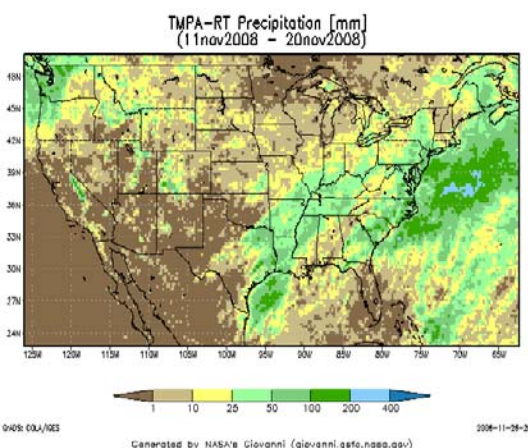 TMPA-RT Precipitation [mm]
(11nov2008 - 20nov2008)
48N
45N
42N
39N
36N
33N
30N
27N
24N
125W 120W 115W 110W 105W 100W 95W 90W 85W 80W 75W 70W 65W
1 10 25 50 100 200 400
GrADS: COLA/IGES
Generated by NASA's Giovanni (giovanni.gsfc.nasa.gov)